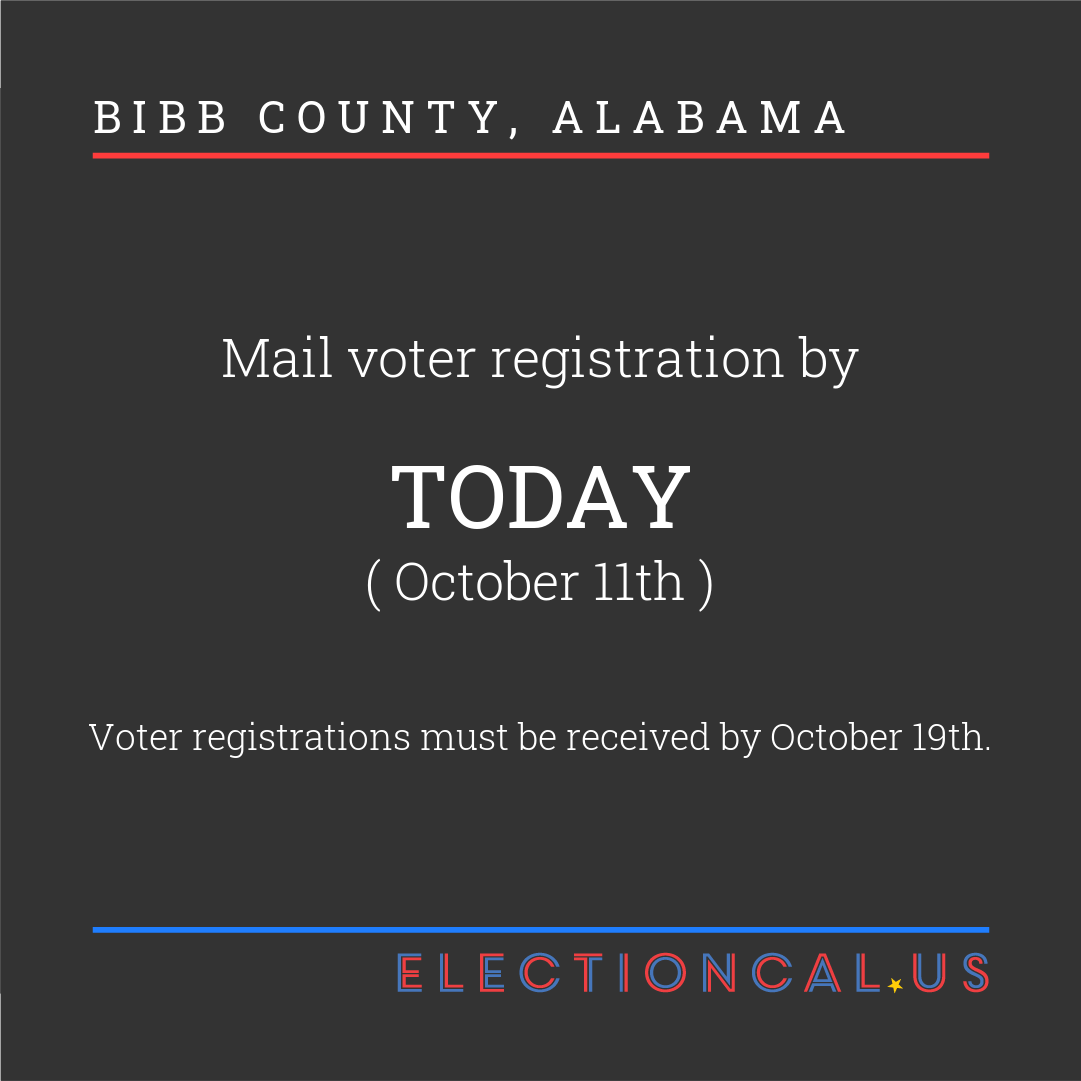 BIBB COUNTY, ALABAMA
Mail voter registration by
TODAY
( October 11th )
Voter registrations must be received by October 19th.
ELECTIONCAL.US